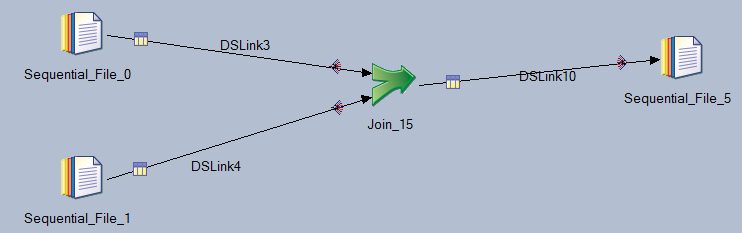 DSLink3
Sequential_File_0
DSLink10
Sequential_File_5
Join_15
DSLink4
Sequential_File_1